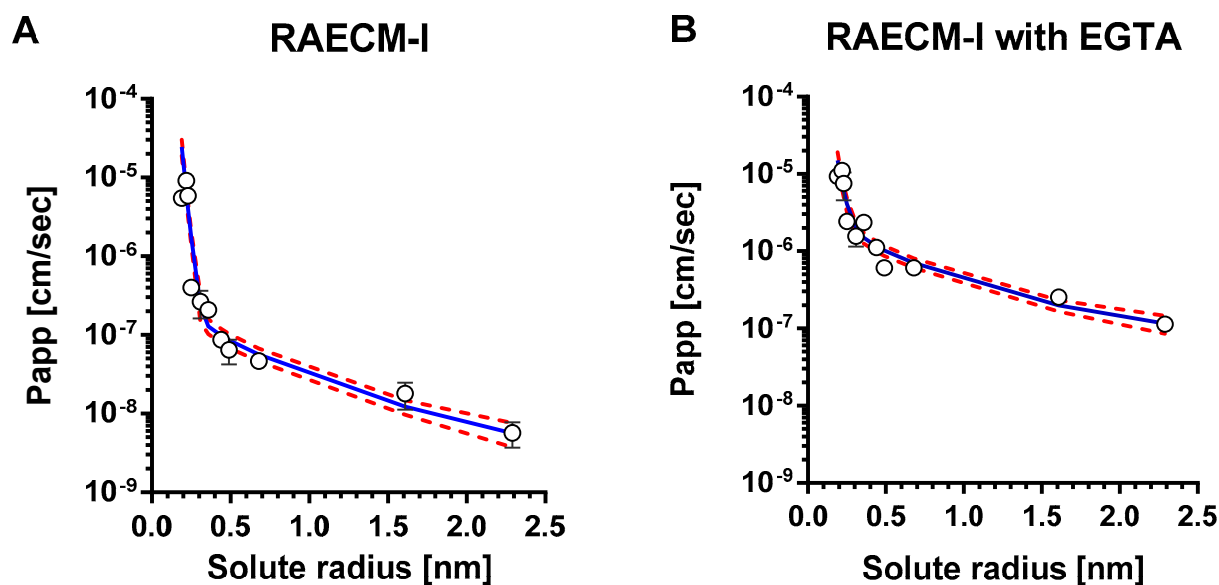 A
RAECM-I
Papp [cm/sec]
10-4
10-5
10-6
10-7
10-8
10-9
0.0 0.5 1.0 1.5 2.0 2.5
Solute radius [nm]
B
RAECM-I with EGTA
Papp [cm/sec]
10-4
10-5
10-6
10-7
10-8
10-9
0.0 0.5 1.0 1.5 2.0 2.5
Solute radius [nm]